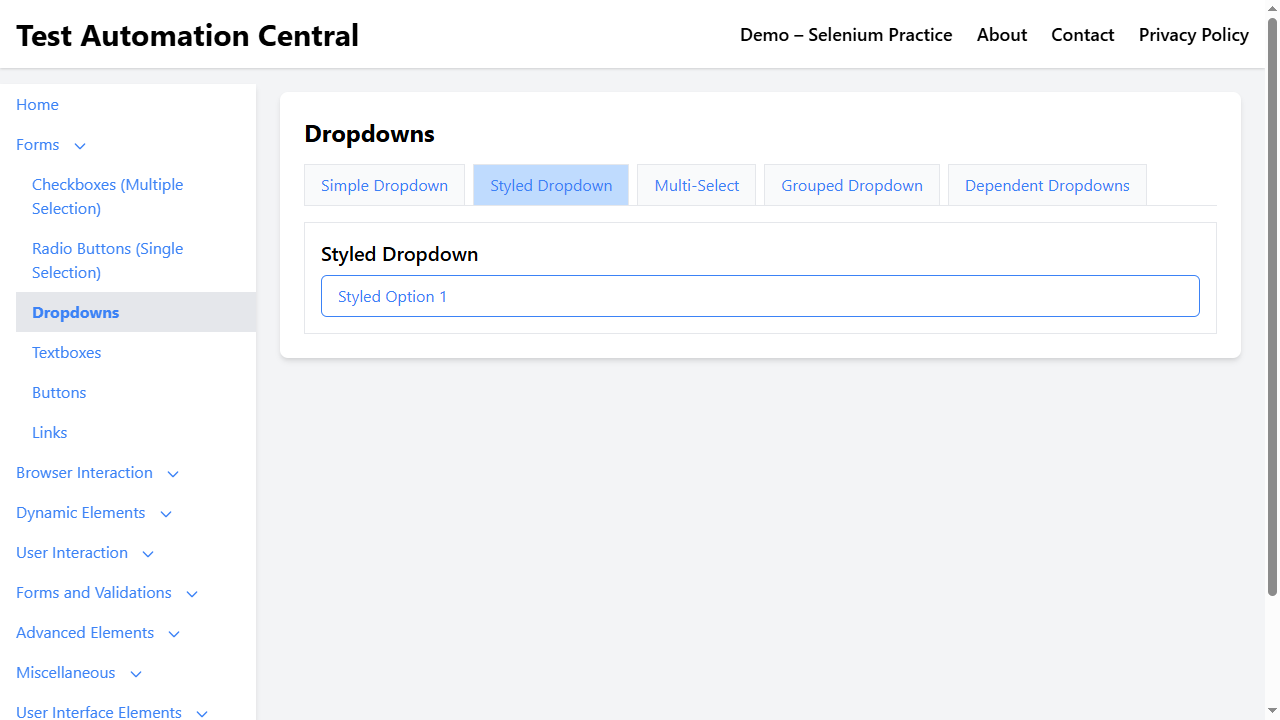 Test Automation Central
Demo – Selenium Practice
About
Contact
Privacy Policy
Home
Forms
Checkboxes (Multiple
Selection)
Radio Buttons (Single
Selection)
Dropdowns
Textboxes
Buttons
Links
Browser Interaction
Dynamic Elements
User Interaction
Forms and Validations
Advanced Elements
Miscellaneous
User Interface Elements
Dropdowns
Simple Dropdown
Styled Dropdown
Multi-Select
Grouped Dropdown
Dependent Dropdowns
Styled Dropdown
Styled Option 1